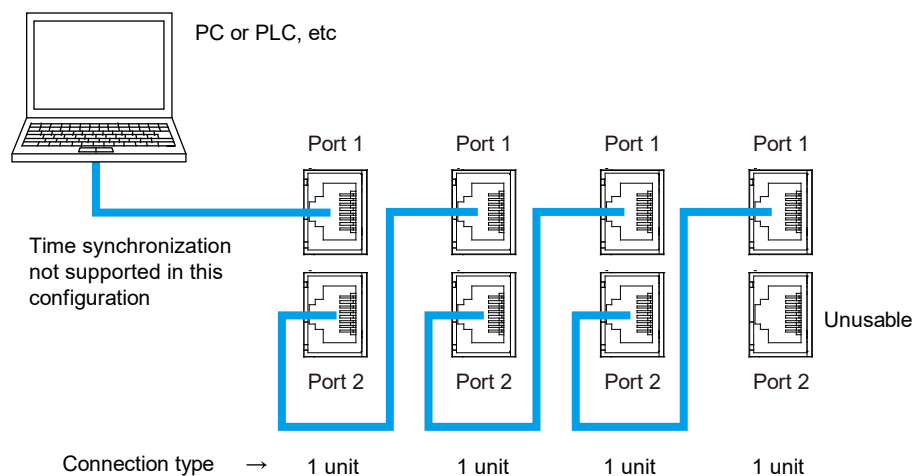 PC or PLC, etc
Port 1 Port 1 Port 1 Port 1
Time synchronization
not supported in this
configuration
Unusable
Port 2 Port 2 Port 2 Port 2
Connection type → 1 unit 1 unit 1 unit 1 unit